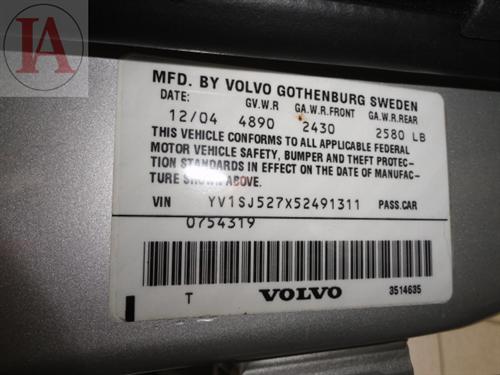 IA
MFD. BY VOLVO GOTHENBURG SWEDEN
DATE: GV.W.R GA.W.R.FRONT GA.W.R.REAR
12/04 4890 2430 2580 LB
THIS VEHICLE CONFORMS TO ALL APPLICABLE FEDERAL
MOTOR VEHICLE SAFETY, BUMPER AND THEFT PROTEC-
TION STANDARDS IN EFFECT ON THE DATE OF MANUFAC-
TURE SHOWN ABOVE.
VIN YV1SJ527X52491311 PASS.CAR
0754319
T VOLVO 3514635